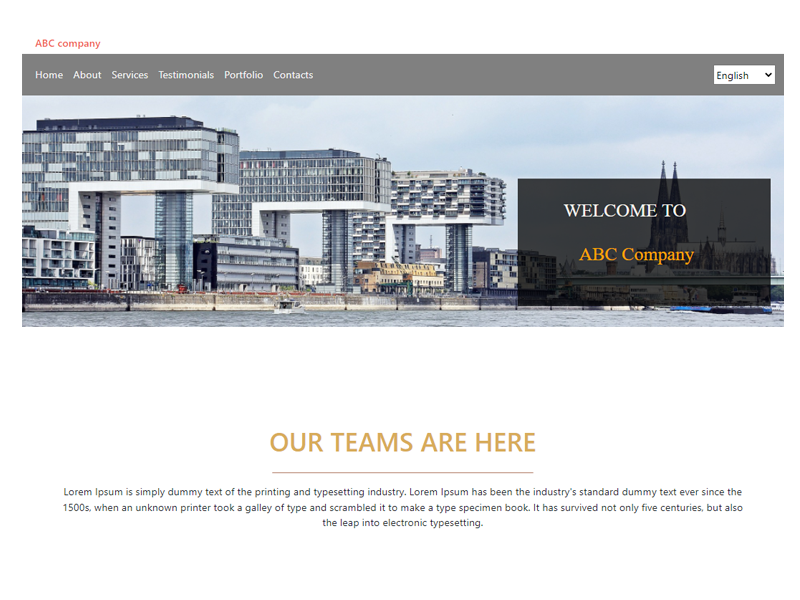 ABC company
Home About Services Testimonials Portfolio Contacts English
WELCOME TO
ABC Company
OUR TEAMS ARE HERE
Lorem Ipsum is simply dummy text of the printing and typesetting industry. Lorem Ipsum has been the industry's standard dummy text ever since the
1500s, when an unknown printer took a galley of type and scrambled it to make a type specimen book. It has survived not only five centuries, but also
the leap into electronic typesetting.